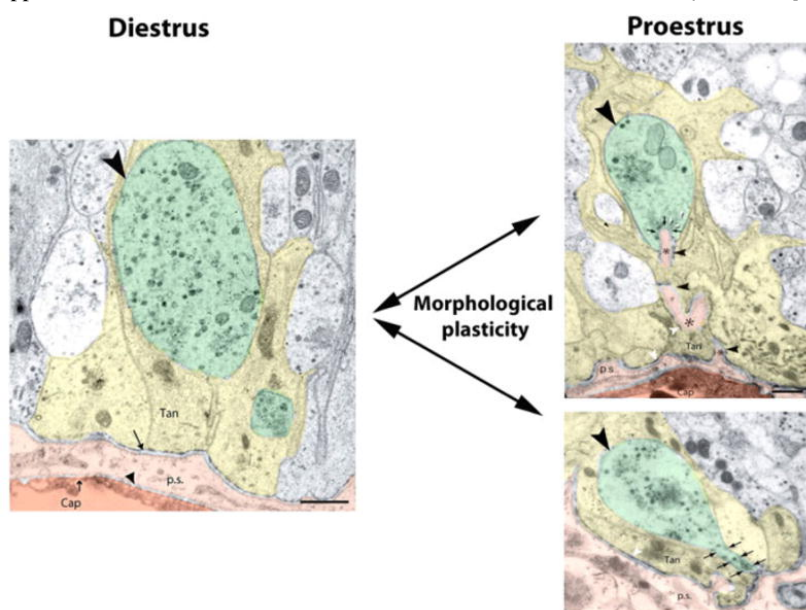 Diestrus
Proestrus
Morphological
plasticity
Tan
p.s.
Cap
Tan
p.s.
Cap
Tan
p.s.